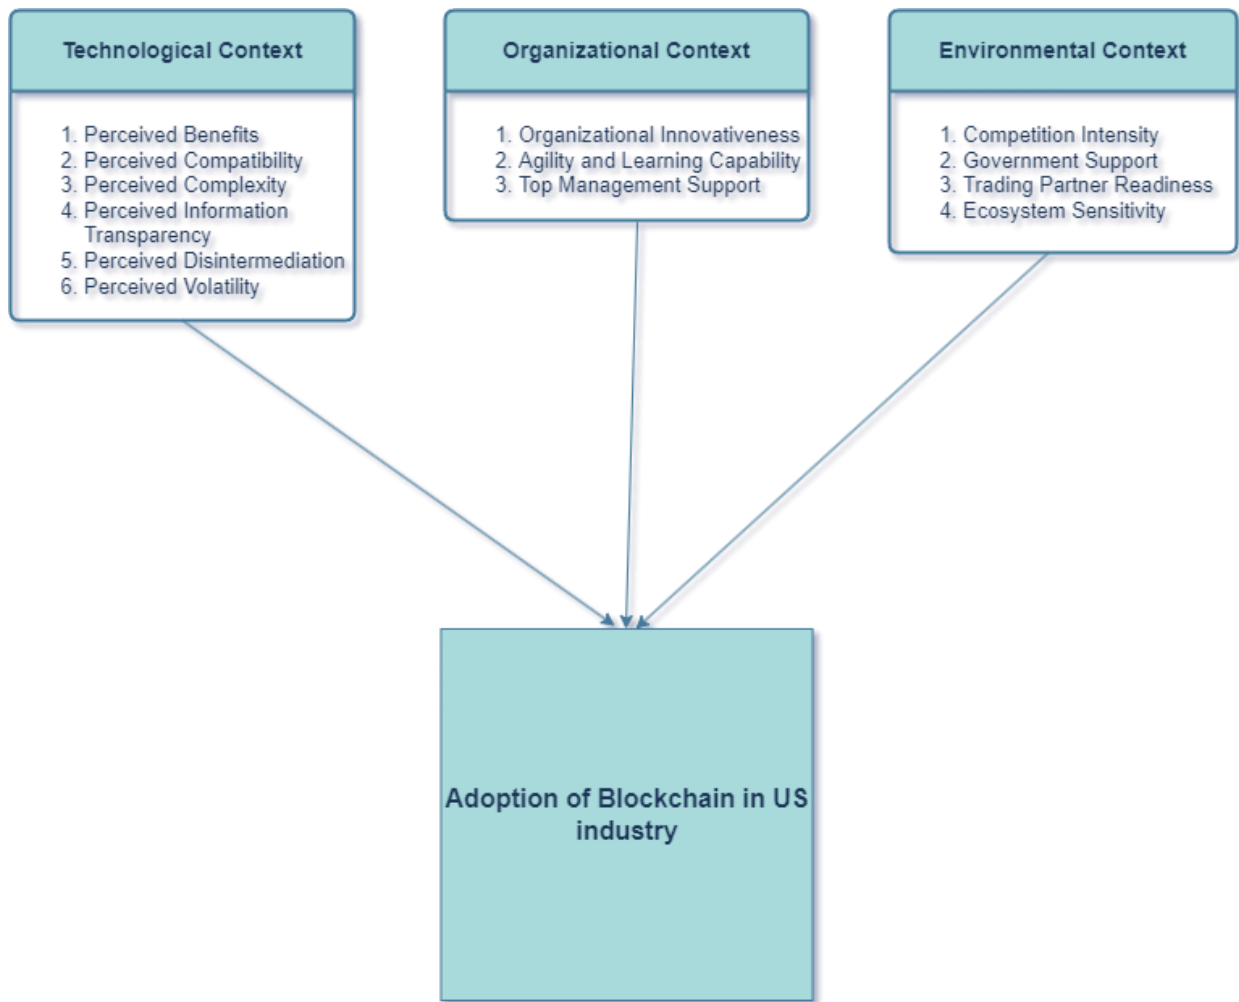 Technological Context
1. Perceived Benefits
2. Perceived Compatibility
3. Perceived Complexity
4. Perceived Information
Transparency
5. Perceived Disintermediation
6. Perceived Volatility
Organizational Context
1. Organizational Innovativeness
2. Agility and Learning Capability
3. Top Management Support
Environmental Context
1. Competition Intensity
2. Government Support
3. Trading Partner Readiness
4. Ecosystem Sensitivity
Adoption of Blockchain in US
industry